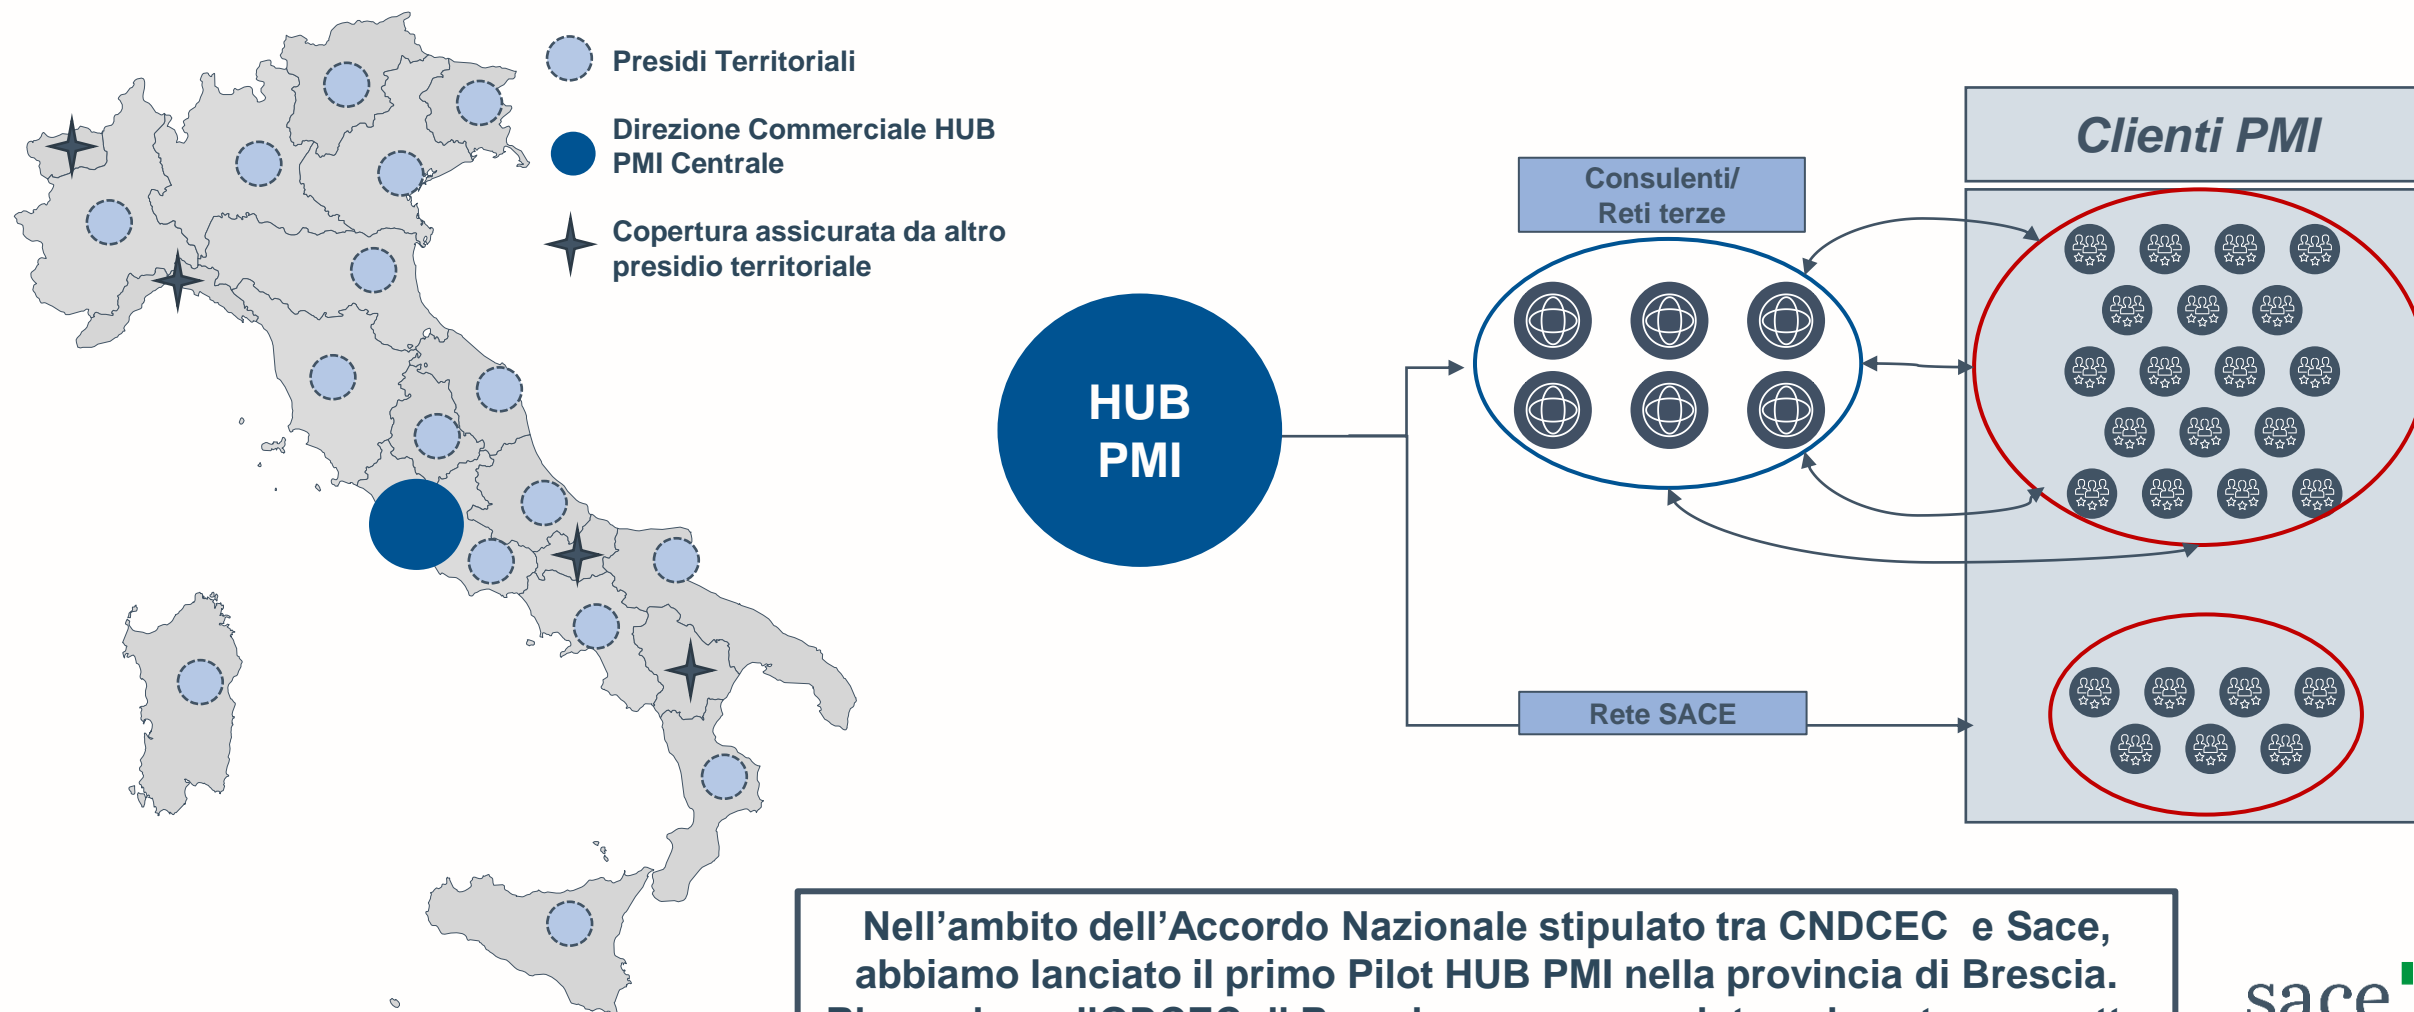 Presidi Territoriali
Direzione Commerciale HUB
PMI Centrale
Copertura assicurata da altro
presidio territoriale
HUB
PMI
Consulenti/
Reti terze
Rete SACE
Clienti PMI
Nell’ambito dell’Accordo Nazionale stipulato tra CNDCEC e Sace,
abbiamo lanciato il primo Pilot HUB PMI nella provincia di Brescia.
sace